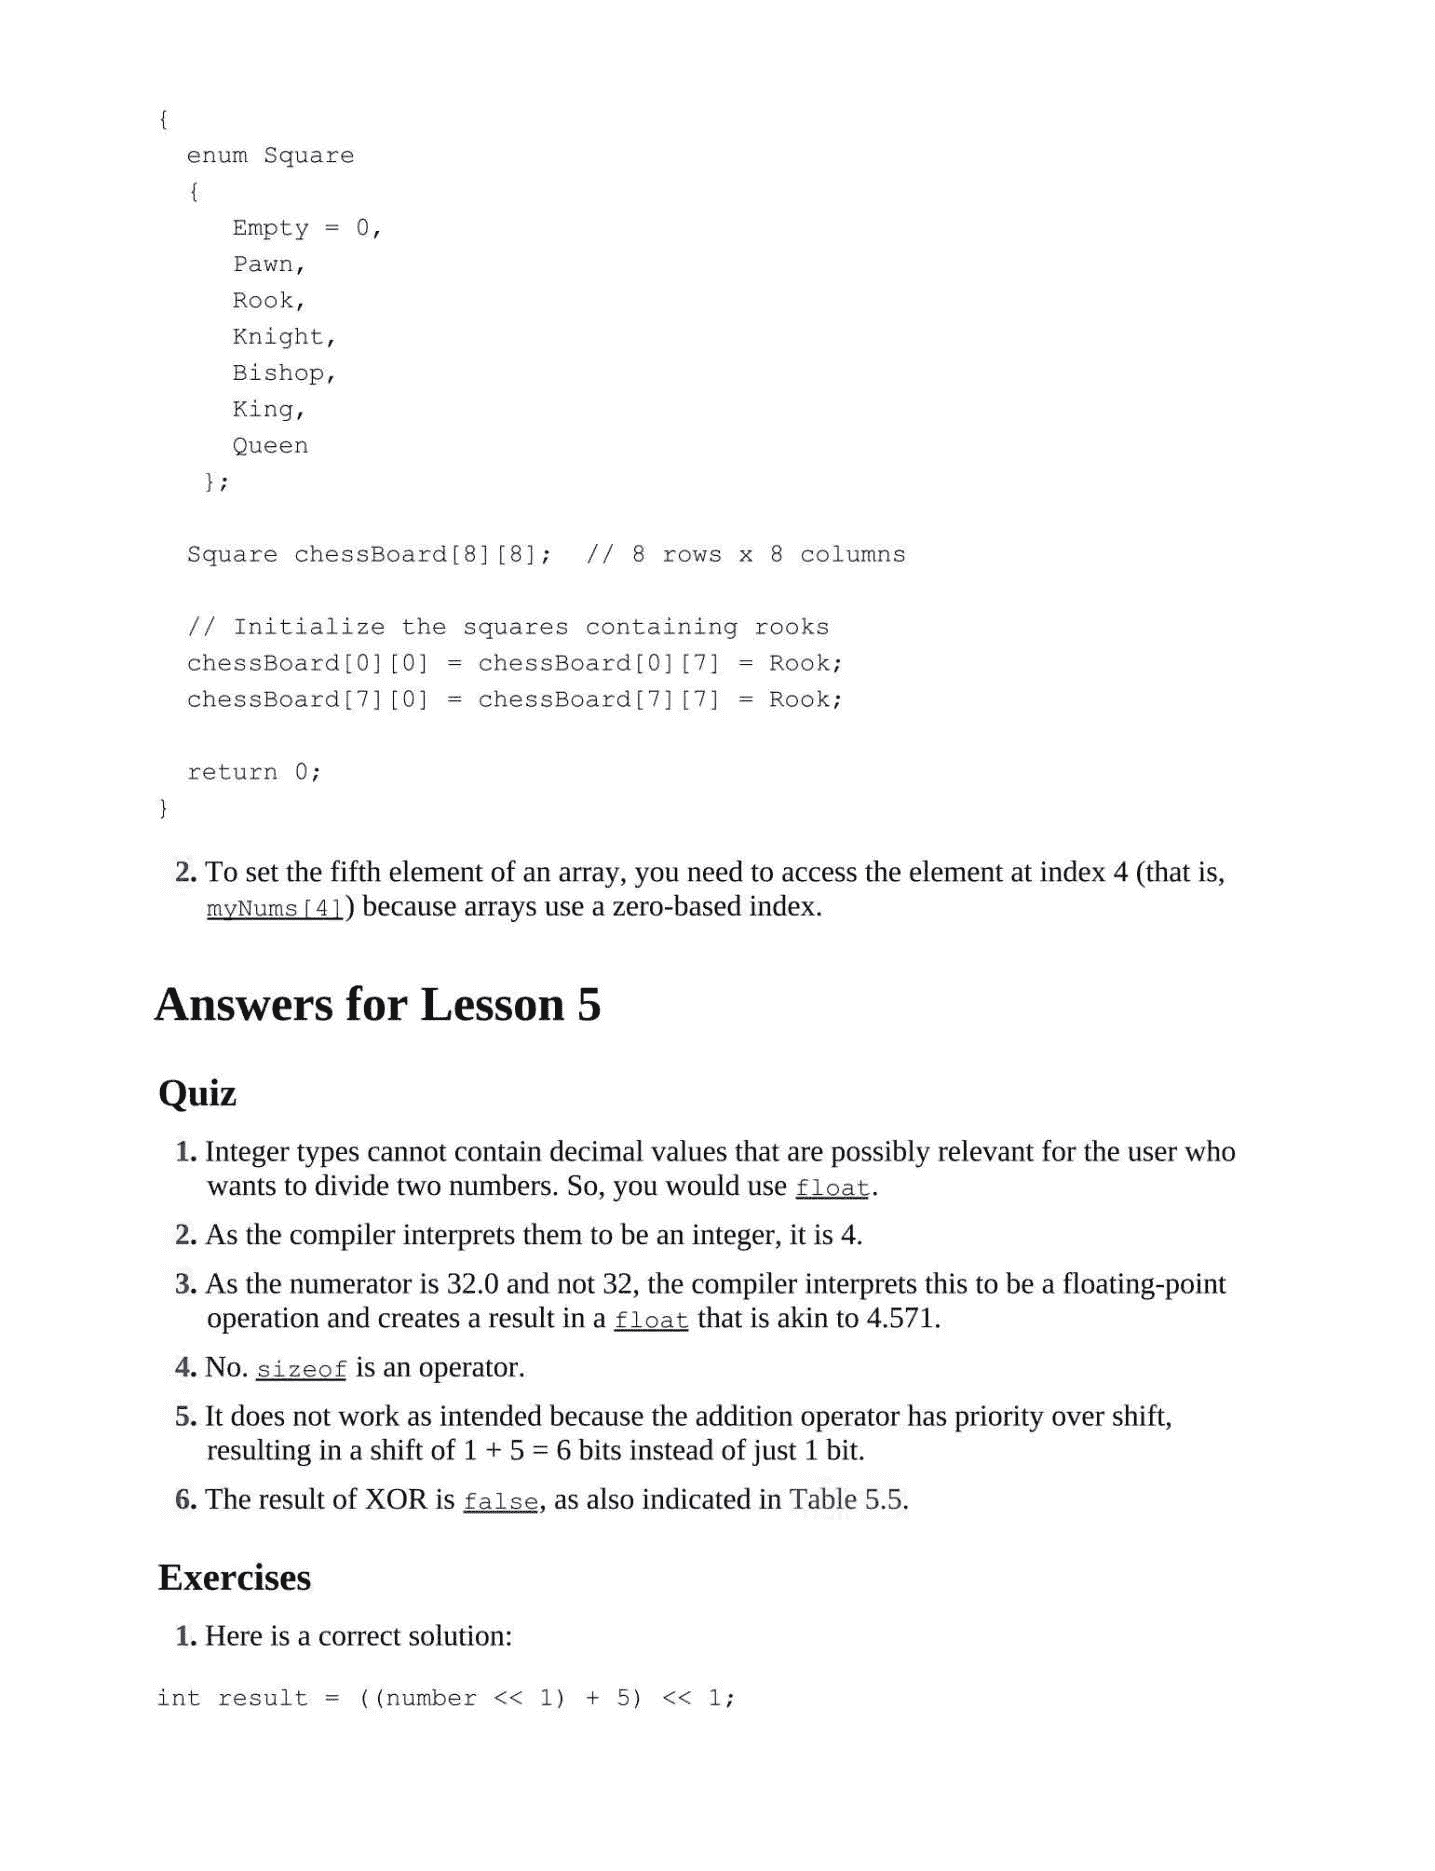 {
  enum Square
  {
     Empty = 0,
     Pawn,
     Rook,
     Knight,
     Bishop,
     King,
     Queen
   };
  Square chessBoard[8][8];  // 8 rows x 8 columns
  // Initialize the squares containing rooks
  chessBoard[0][0] = chessBoard[0][7] = Rook;
  chessBoard[7][0] = chessBoard[7][7] = Rook;
  return 0;
}
2. To set the fifth element of an array, you need to access the element at index 4 (that is,
myNums[4]) because arrays use a zero-based index.
Answers for Lesson 5
Quiz
1. Integer types cannot contain decimal values that are possibly relevant for the user who
wants to divide two numbers. So, you would use float.
2. As the compiler interprets them to be an integer, it is 4.
3. As the numerator is 32.0 and not 32, the compiler interprets this to be a floating-point
operation and creates a result in a float that is akin to 4.571.
4. No. sizeof is an operator.
5. It does not work as intended because the addition operator has priority over shift,
resulting in a shift of 1 + 5 = 6 bits instead of just 1 bit.
6. The result of XOR is false, as also indicated in Table 5.5.
Exercises
1. Here is a correct solution:
int result = ((number << 1) + 5) << 1;